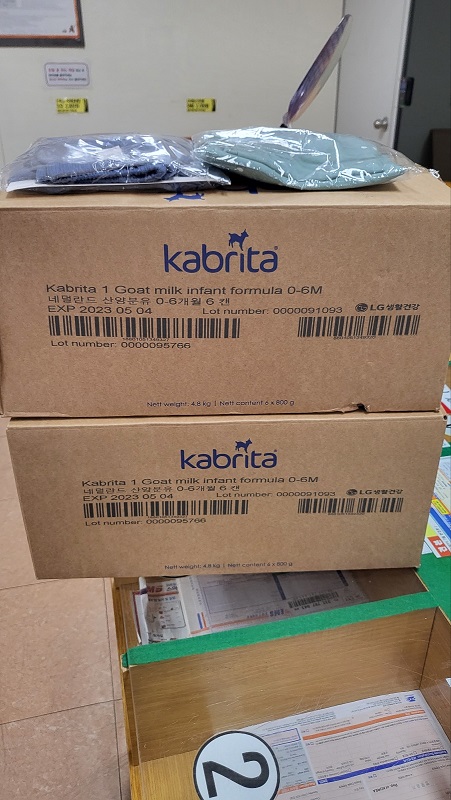 kabrita
Kabrita 1 Goat milk infant formula 0-6M
네덜란드 산양분유 0-6개월 6 캔
EXP 2023 05 04 Lot number: 0000091093 LG생활건강
Lot number: 0000095766
Nett weight: 4,8 kg | Nett content 6 x 800 g
kabrita
Kabrita 1 Goat milk infant formula 0-6M
네덜란드 산양분유 0-6개월 6 캔
EXP 2023 05 04 Lot number: 0000091093 LG생활건강
Lot number: 0000095766
Nett weight: 4,8 kg | Nett content 6 x 800 g
2